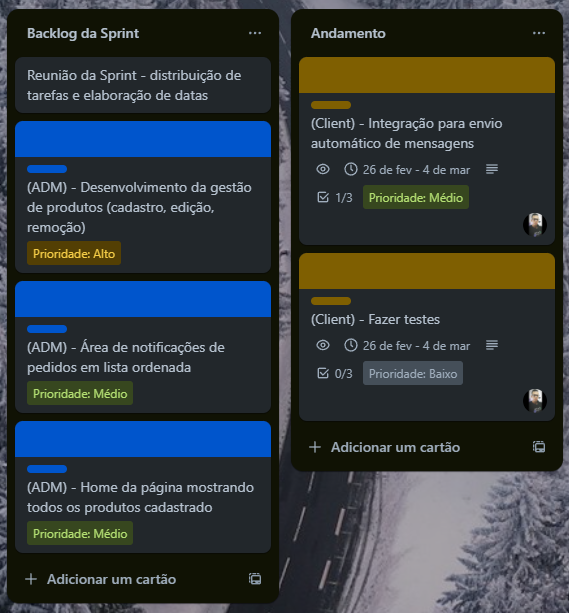 Backlog da Sprint
Reunião da Sprint - distribuição de
tarefas e elaboração de datas
(ADM) - Desenvolvimento da gestão
de produtos (cadastro, edição,
remoção)
Prioridade: Alto
(ADM) - Área de notificações de
pedidos em lista ordenada
Prioridade: Médio
(ADM) - Home da página mostrando
todos os produtos cadastrado
Prioridade: Médio
Adicionar um cartão
Andamento
(Client) - Integração para envio
automático de mensagens
26 de fev - 4 de mar
1/3
Prioridade: Médio
(Client) - Fazer testes
26 de fev - 4 de mar
0/3
Prioridade: Baixo
Adicionar um cartão